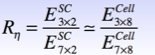 R_η = E^{SC}_{3×2} / E^{SC}_{7×2} ≃ E^{Cell}_{3×8} / E^{Cell}_{7×8}